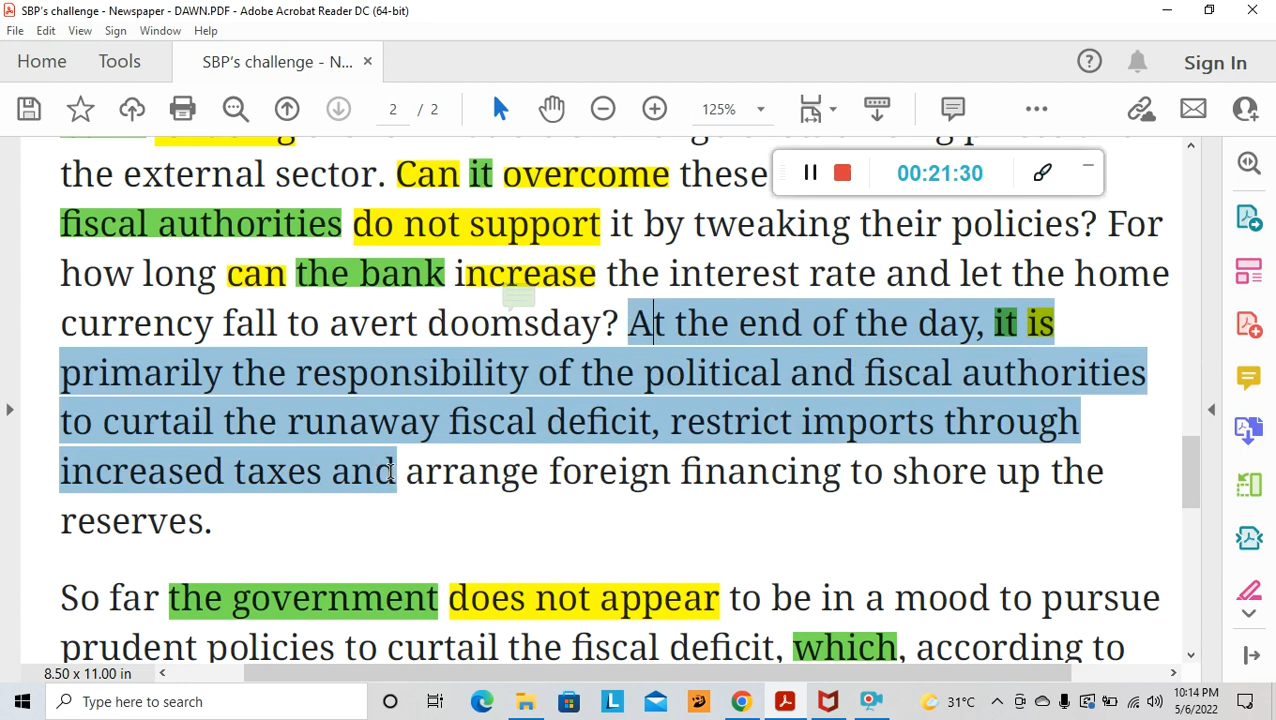 SBP's challenge - Newspaper - DAWN.PDF - Adobe Acrobat Reader DC (64-bit)
File Edit View Sign Window Help
Home Tools SBP's challenge - N... × Sign In
2 / 2 125%
the external sector. Can it overcome these
00:21:30
fiscal authorities do not support it by tweaking their policies? For
how long can the bank increase the interest rate and let the home
currency fall to avert doomsday? At the end of the day, it is
primarily the responsibility of the political and fiscal authorities
to curtail the runaway fiscal deficit, restrict imports through
increased taxes and arrange foreign financing to shore up the
reserves.
So far the government does not appear to be in a mood to pursue
prudent policies to curtail the fiscal deficit, which, according to
8.50 x 11.00 in
Type here to search
31°C
10:14 PM
5/6/2022